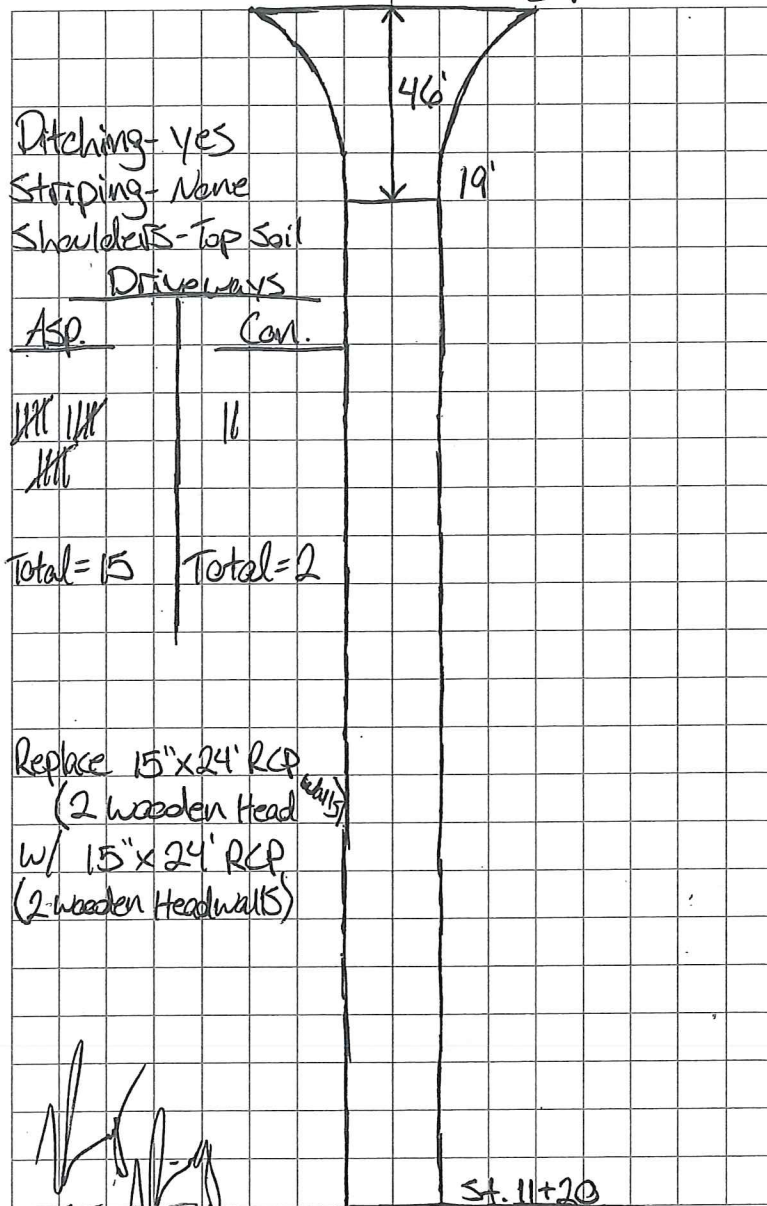 46'
Ditching- yes
Striping- None
19'
Shoulders-Top Soil
Driveways
Asp. Con.
Total=15 Total=2
Replace 15"x24' RCP
(2 wooden Head walls)
w/ 15"x24' RCP
(2 wooden Headwalls)
St. 11+20